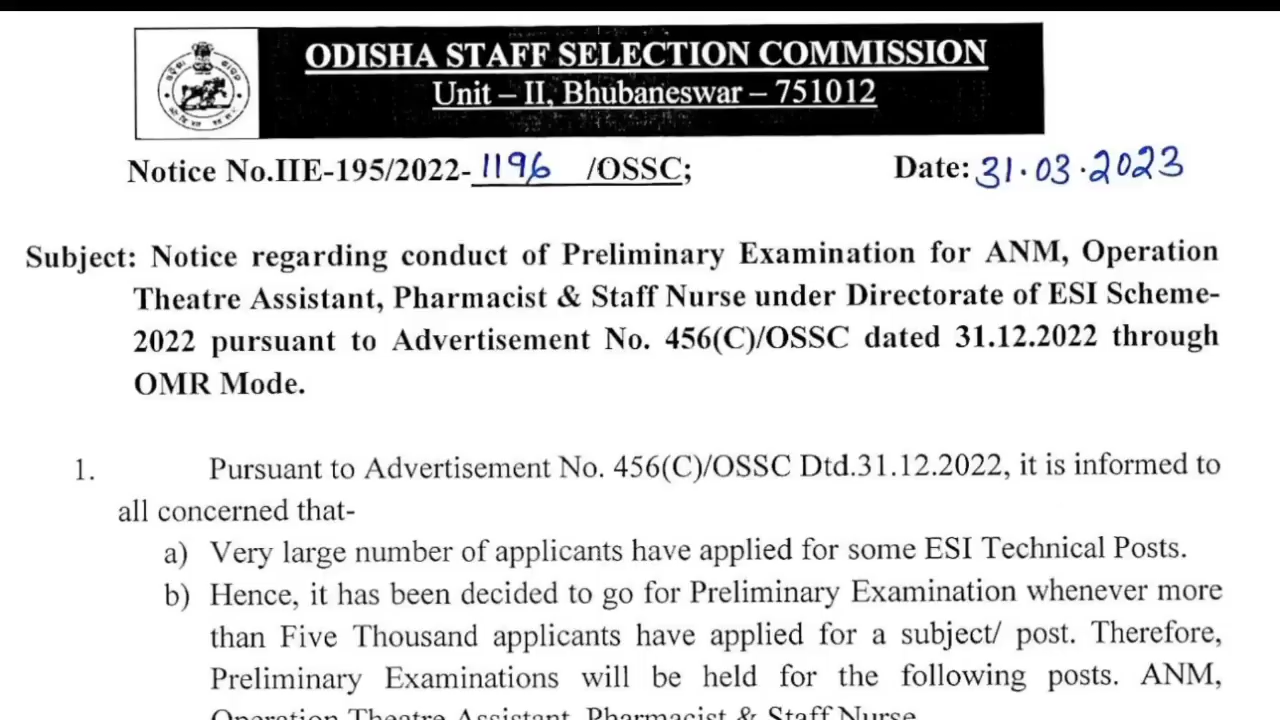 ODISHA STAFF SELECTION COMMISSION
Unit – II, Bhubaneswar – 751012
Notice No.IIE-195/2022-1196 /OSSC;
Date: 31.03.2023
Subject: Notice regarding conduct of Preliminary Examination for ANM, Operation
Theatre Assistant, Pharmacist & Staff Nurse under Directorate of ESI Scheme-
2022 pursuant to Advertisement No. 456(C)/OSSC dated 31.12.2022 through
OMR Mode.
1. Pursuant to Advertisement No. 456(C)/OSSC Dtd.31.12.2022, it is informed to
all concerned that-
a) Very large number of applicants have applied for some ESI Technical Posts.
b) Hence, it has been decided to go for Preliminary Examination whenever more
than Five Thousand applicants have applied for a subject/ post. Therefore,
Preliminary Examinations will be held for the following posts. ANM,
Operation Theatre Assistant, Pharmacist & Staff Nurse